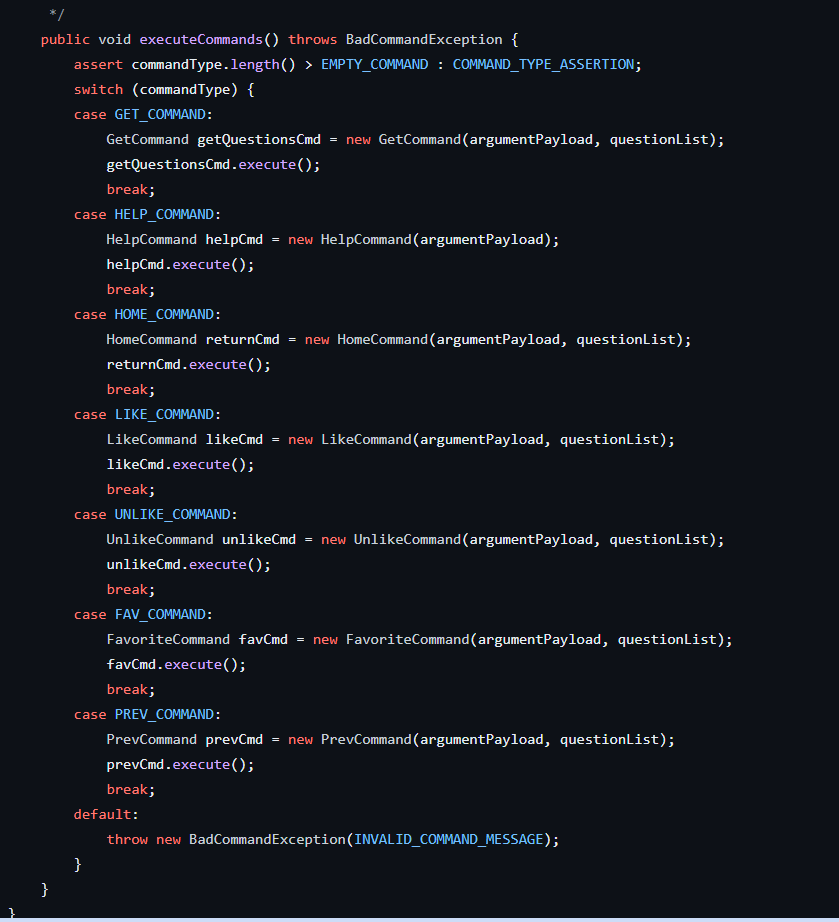 */
    public void executeCommands() throws BadCommandException {
        assert commandType.length() > EMPTY_COMMAND : COMMAND_TYPE_ASSERTION;
        switch (commandType) {
        case GET_COMMAND:
            GetCommand getQuestionsCmd = new GetCommand(argumentPayload, questionList);
            getQuestionsCmd.execute();
            break;
        case HELP_COMMAND:
            HelpCommand helpCmd = new HelpCommand(argumentPayload);
            helpCmd.execute();
            break;
        case HOME_COMMAND:
            HomeCommand returnCmd = new HomeCommand(argumentPayload, questionList);
            returnCmd.execute();
            break;
        case LIKE_COMMAND:
            LikeCommand likeCmd = new LikeCommand(argumentPayload, questionList);
            likeCmd.execute();
            break;
        case UNLIKE_COMMAND:
            UnlikeCommand unlikeCmd = new UnlikeCommand(argumentPayload, questionList);
            unlikeCmd.execute();
            break;
        case FAV_COMMAND:
            FavoriteCommand favCmd = new FavoriteCommand(argumentPayload, questionList);
            favCmd.execute();
            break;
        case PREV_COMMAND:
            PrevCommand prevCmd = new PrevCommand(argumentPayload, questionList);
            prevCmd.execute();
            break;
        default:
            throw new BadCommandException(INVALID_COMMAND_MESSAGE);
        }
    }
}